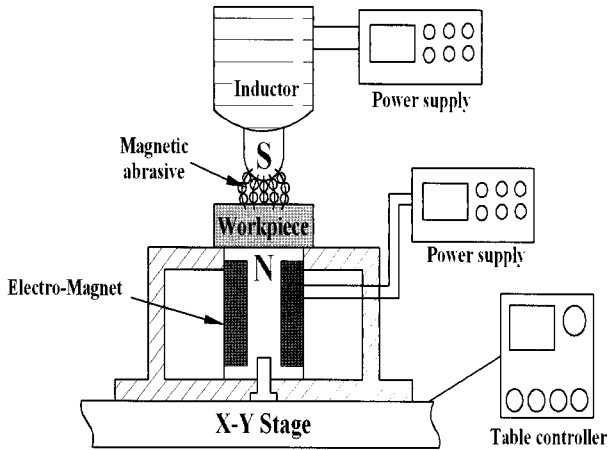 Inductor
Power supply
S
Magnetic
abrasive
Workpiece
N
Power supply
Electro-Magnet
X-Y Stage
Table controller